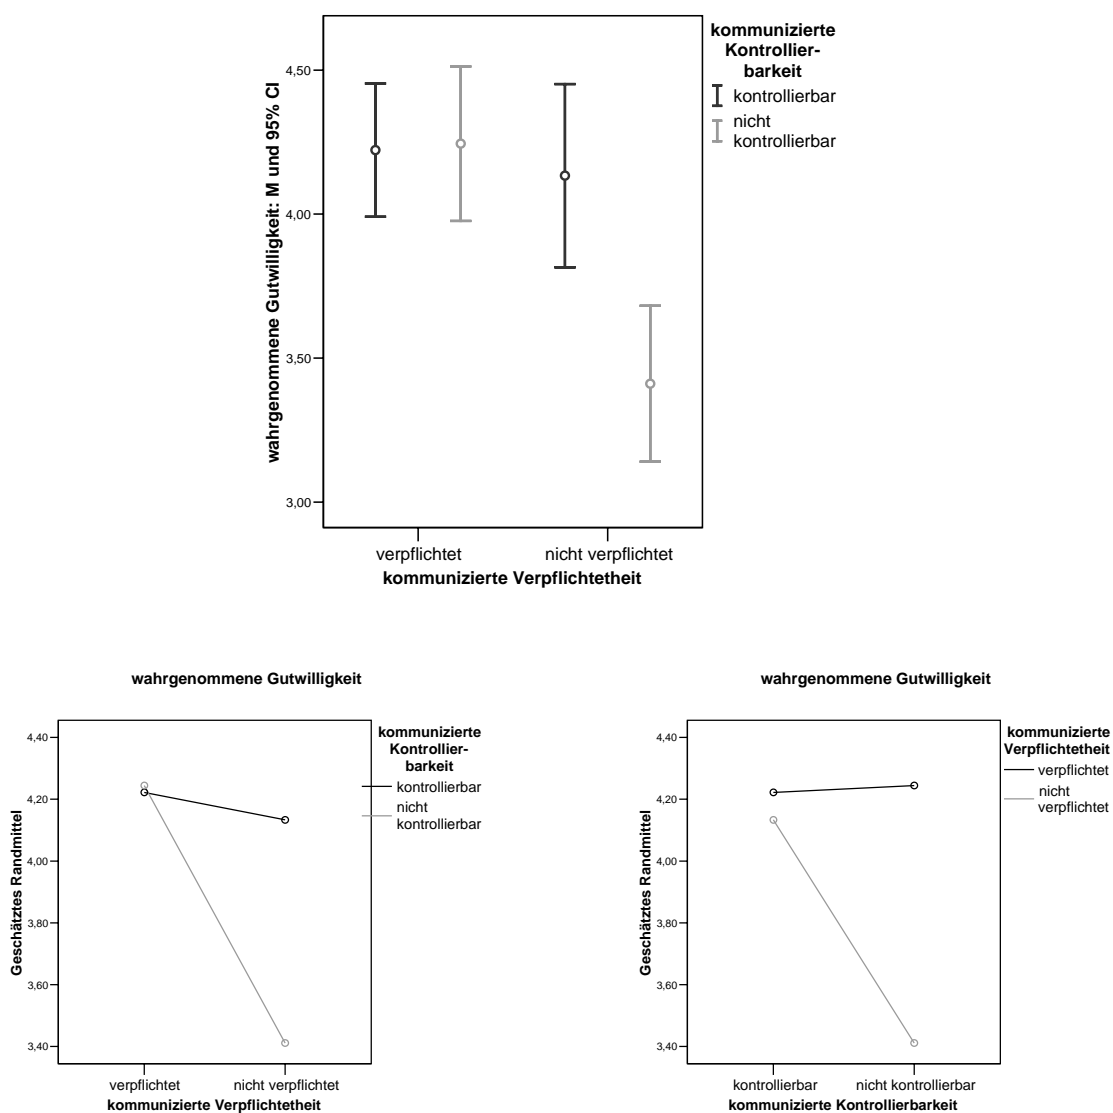 wahrgenommene Gutwilligkeit: M und 95% CI
4,50
4,00
3,50
3,00
verpflichtet
nicht verpflichtet
kommunizierte Verpflichtetheit
kommunizierte
Kontrollier-
barkeit
kontrollierbar
nicht
kontrollierbar
wahrgenommene Gutwilligkeit
Geschätztes Randmittel
4,40
4,20
4,00
3,80
3,60
3,40
verpflichtet
nicht verpflichtet
kommunizierte Verpflichtetheit
kommunizierte
Kontrollier-
barkeit
kontrollierbar
nicht
kontrollierbar
wahrgenommene Gutwilligkeit
Geschätztes Randmittel
4,40
4,20
4,00
3,80
3,60
3,40
kontrollierbar
nicht kontrollierbar
kommunizierte Kontrollierbarkeit
kommunizierte
Verpflichtetheit
verpflichtet
nicht
verpflichtet